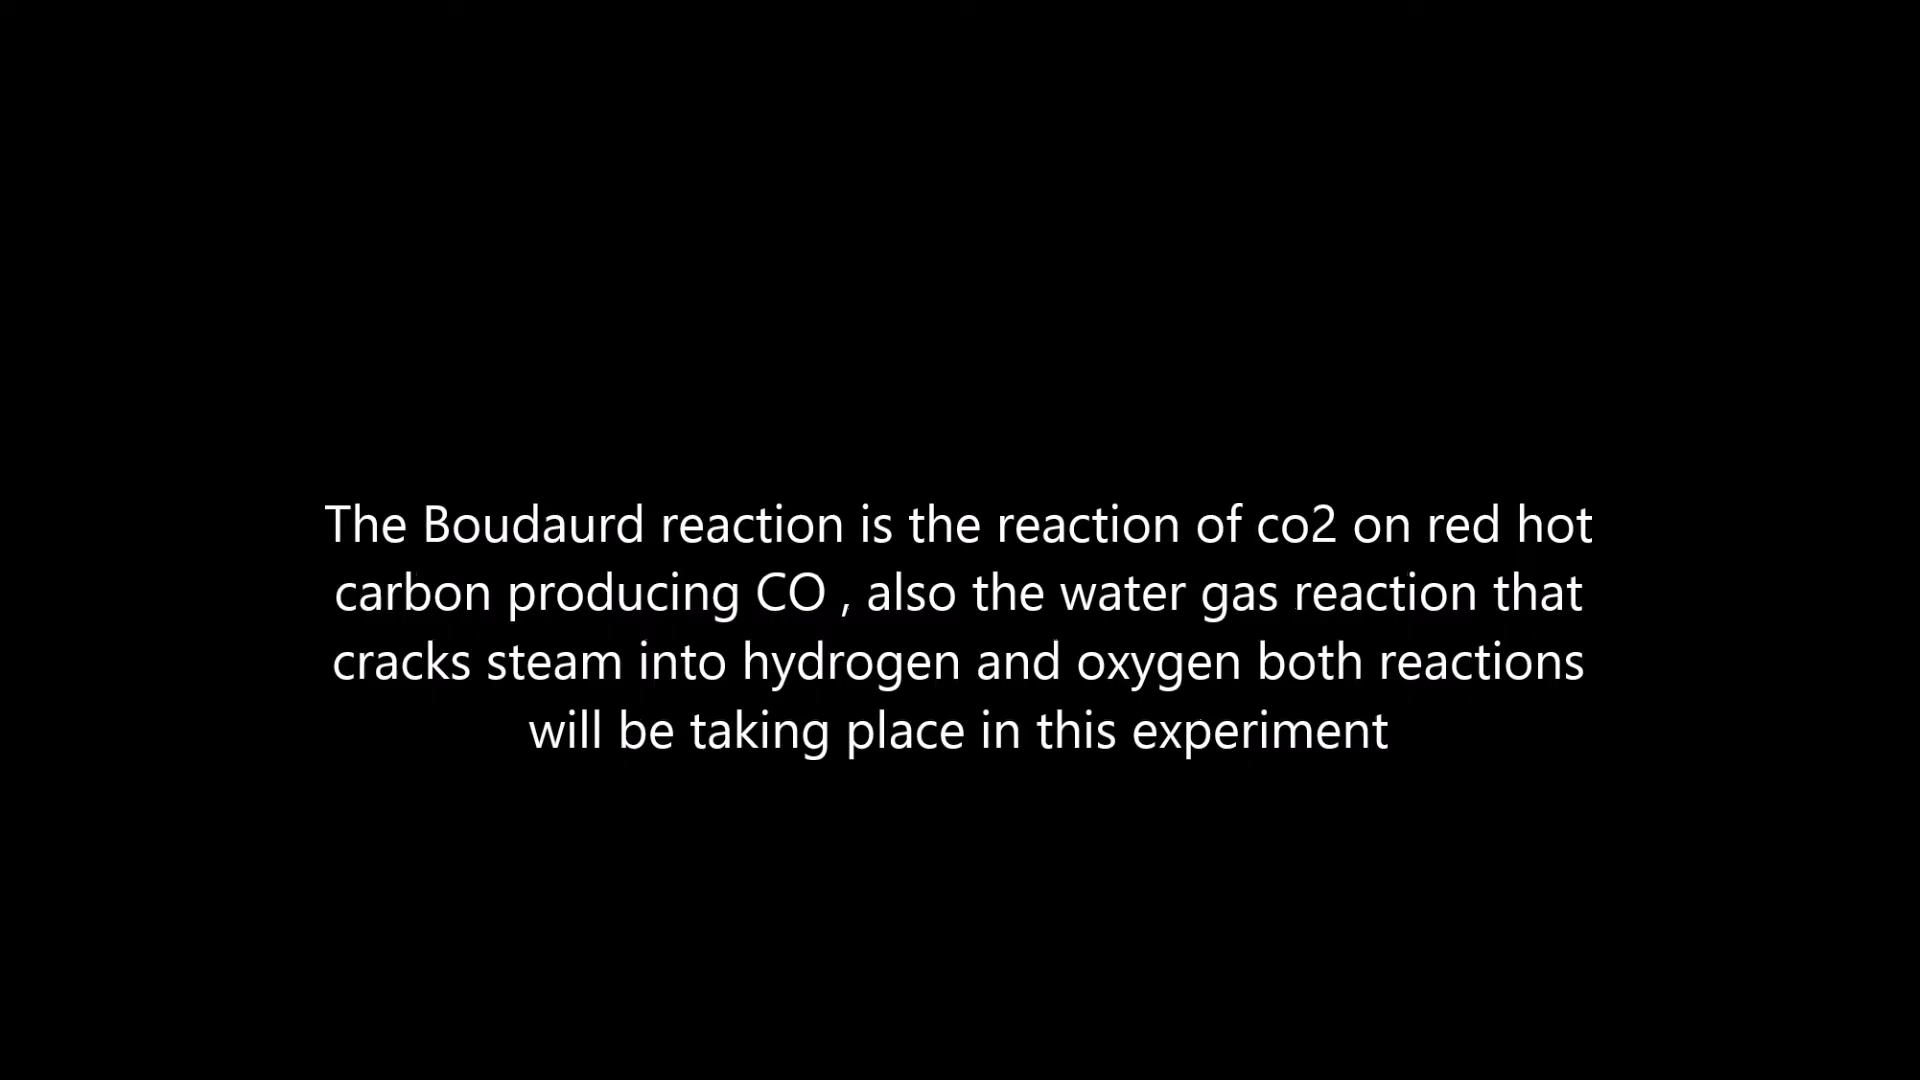 The Boudaurd reaction is the reaction of co2 on red hot
carbon producing CO , also the water gas reaction that
cracks steam into hydrogen and oxygen both reactions
will be taking place in this experiment